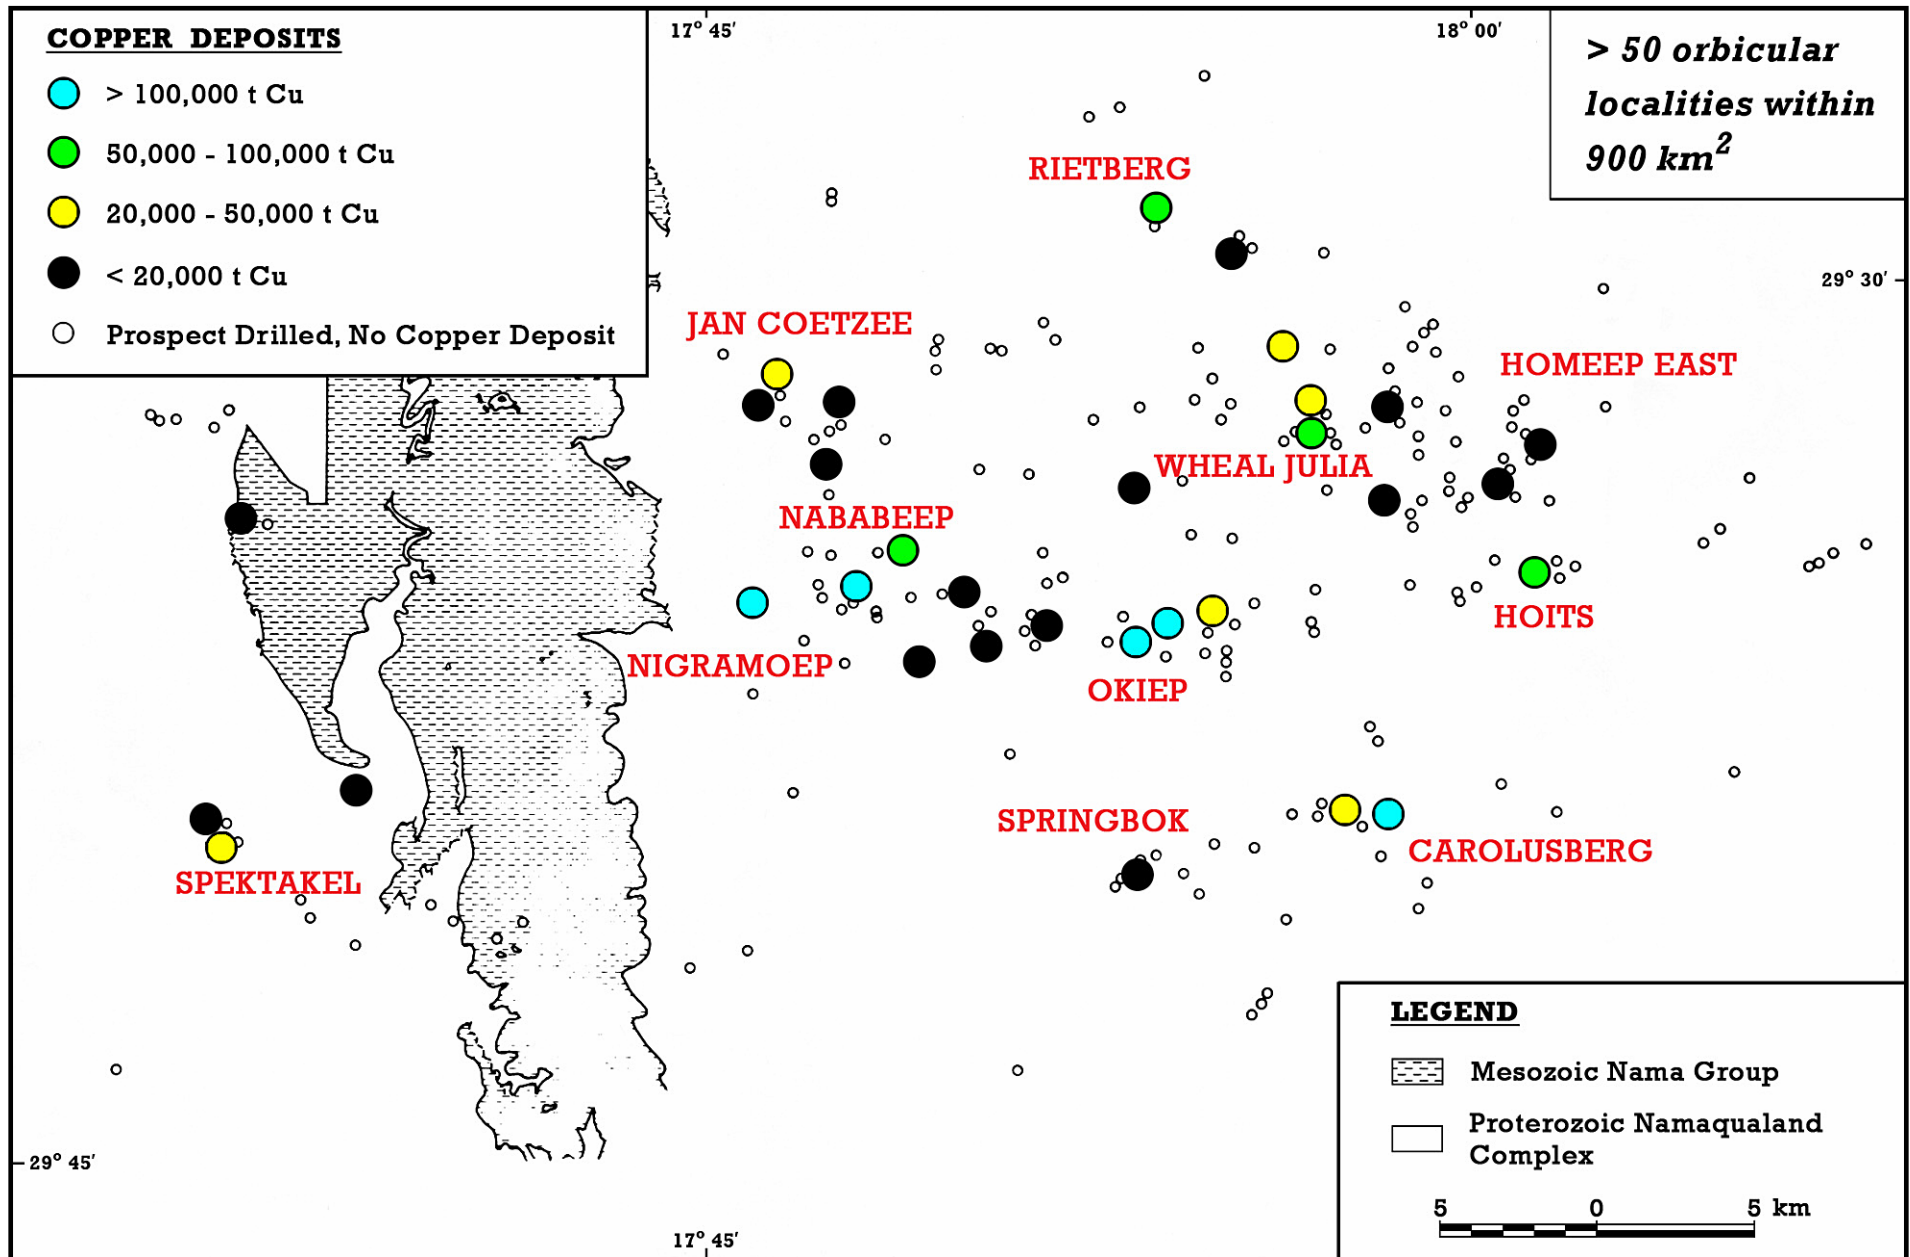 COPPER DEPOSITS
> 100,000 t Cu
50,000 - 100,000 t Cu
20,000 - 50,000 t Cu
< 20,000 t Cu
Prospect Drilled, No Copper Deposit
17° 45′
18° 00′
> 50 orbicular
localities within
900 km²
RIETBERG
29° 30′
JAN COETZEE
HOMEEP EAST
WHEAL JULIA
NABABEEP
HOITS
NIGRAMOEP
OKIEP
SPRINGBOK
CAROLUSBERG
SPEKTAKEL
LEGEND
Mesozoic Nama Group
Proterozoic Namaqualand
Complex
29° 45′
5 0 5 km
17° 45′